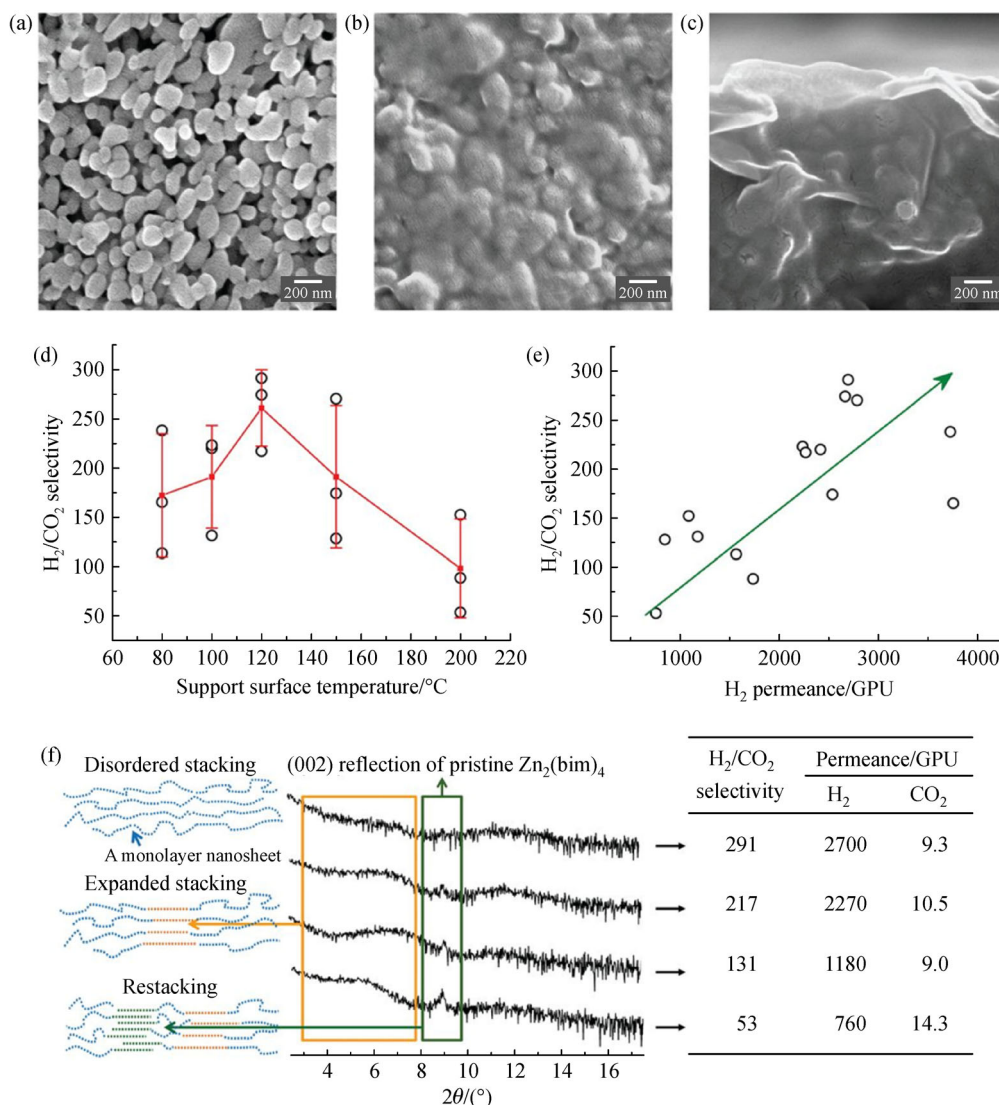 (a)
200 nm
(b)
200 nm
(c)
200 nm
(d)
H₂/CO₂ selectivity
300
250
200
150
100
50
60 80 100 120 140 160 180 200 220
Support surface temperature/°C
(e)
H₂/CO₂ selectivity
300
250
200
150
100
50
1000 2000 3000 4000
H₂ permeance/GPU
(f)
Disordered stacking
A monolayer nanosheet
Expanded stacking
Restacking
(002) reflection of pristine Zn₂(bim)₄
4 6 8 10 12 14 16
2θ/(°)
H₂/CO₂ Permeance/GPU
selectivity H₂ CO₂
291 2700 9.3
217 2270 10.5
131 1180 9.0
53 760 14.3